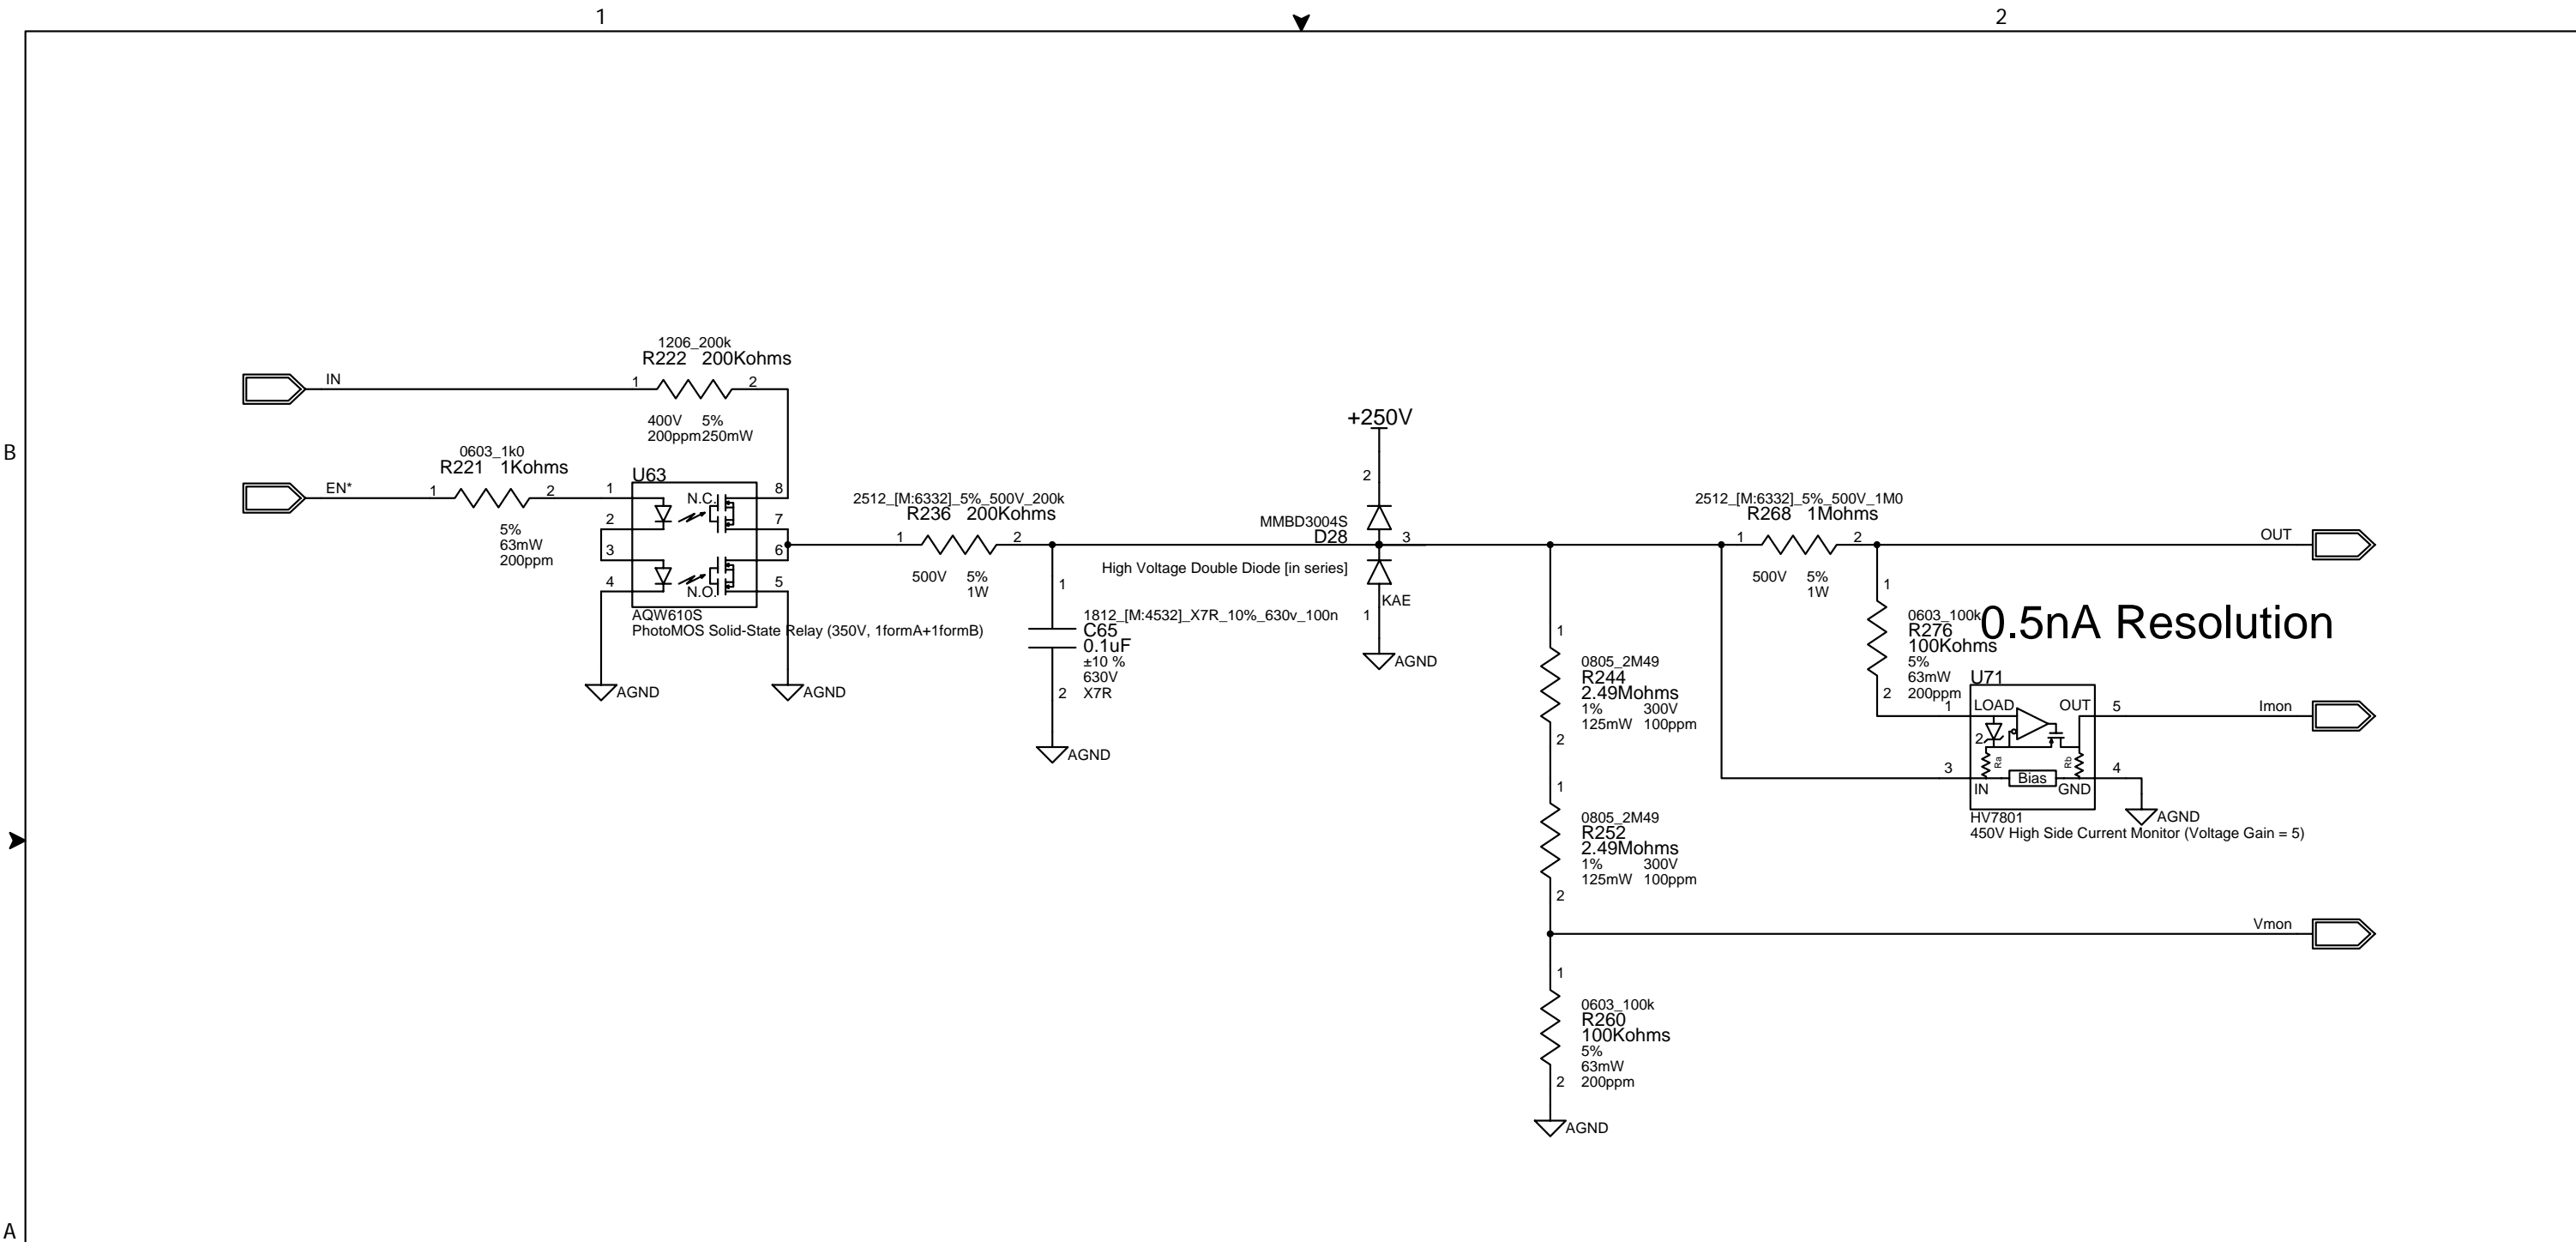 1
2
1206_200k
R222 200Kohms
IN
1
2
400V 5%
200ppm250mW
+250V
B
0603_1k0
R221 1Kohms
U63
EN*
1
2
5%
63mW
200ppm
1
2
3
4
N.C.
N.O.
8
7
6
5
AQW610S
PhotoMOS Solid-State Relay (350V, 1formA+1formB)
AGND
AGND
2512_[M:6332]_5%_500V_200k
R236 200Kohms
1
2
500V 5%
1W
1
1812_[M:4532]_X7R_10%_630v_100n
C65
0.1uF
±10 %
630V
X7R
2
AGND
2
MMBD3004S
D28
3
High Voltage Double Diode [in series]
KAE
1
AGND
2512_[M:6332]_5%_500V_1M0
R268 1Mohms
1
2
500V 5%
1W
OUT
1
0603_100k
R276
100Kohms
5%
63mW
200ppm
2
0.5nA Resolution
1
0805_2M49
R244
2.49Mohms
1% 300V
125mW 100ppm
2
U71
1
LOAD
OUT
5
Imon
2
Ra
Rb
3
Bias
4
IN
GND
AGND
HV7801
450V High Side Current Monitor (Voltage Gain = 5)
1
0805_2M49
R252
2.49Mohms
1% 300V
125mW 100ppm
2
Vmon
1
0603_100k
R260
100Kohms
5%
63mW
200ppm
2
AGND
A